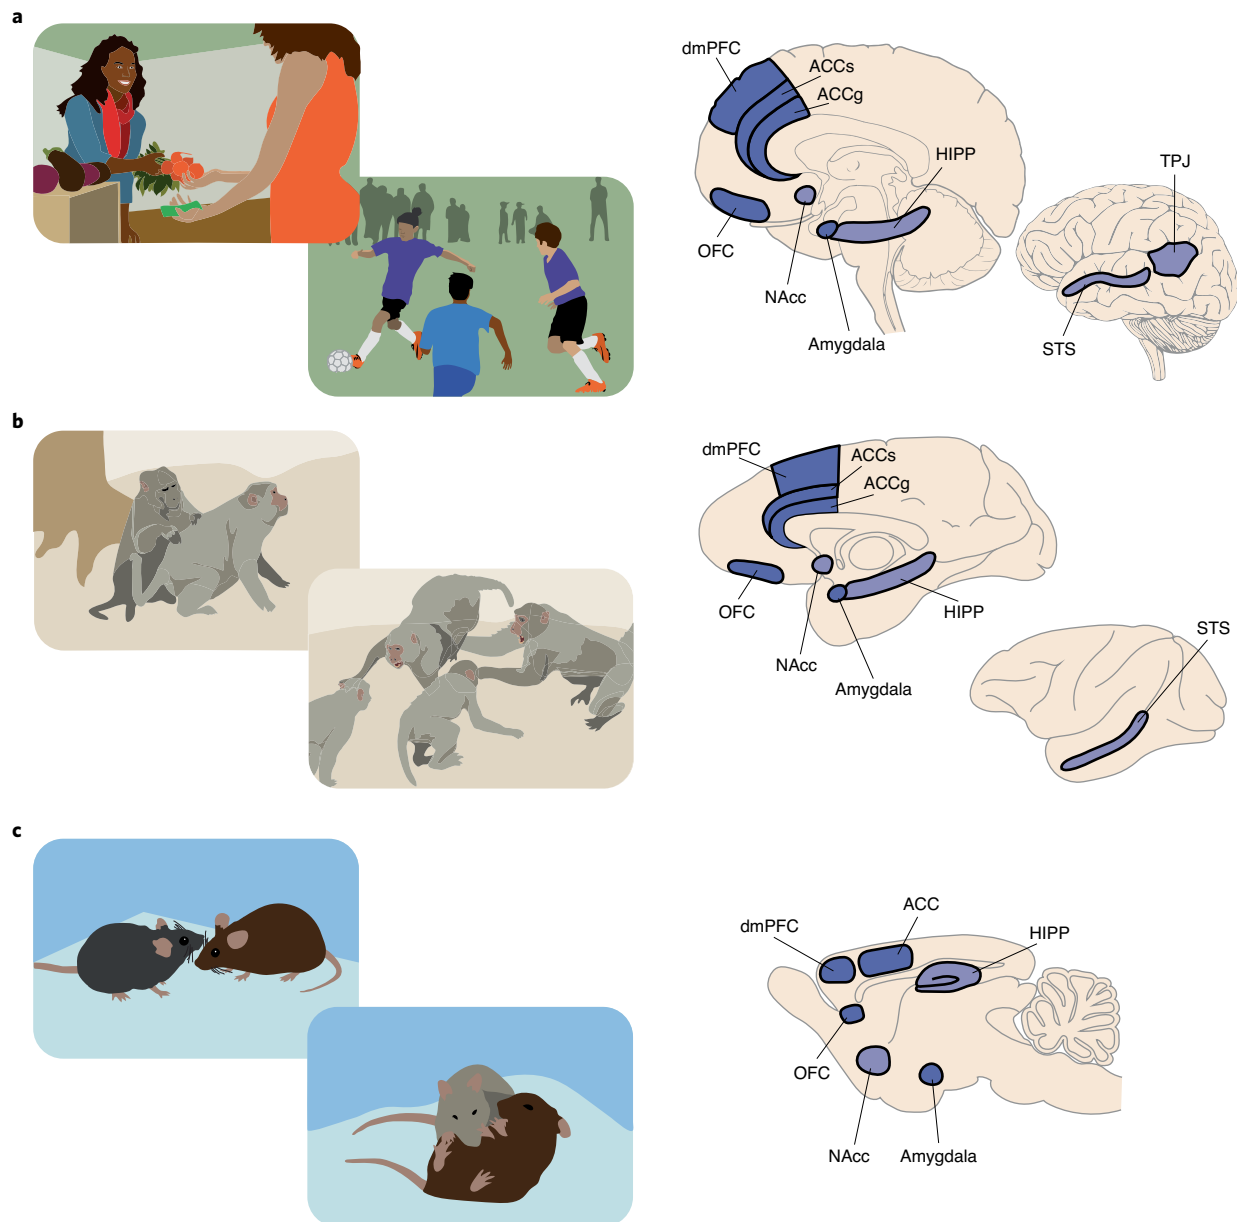 a
dmPFC
ACCs
ACCg
HIPP
TPJ
OFC
NAcc
Amygdala
STS
b
dmPFC
ACCs
ACCg
OFC
HIPP
NAcc
Amygdala
STS
c
ACC
dmPFC
HIPP
OFC
NAcc
Amygdala